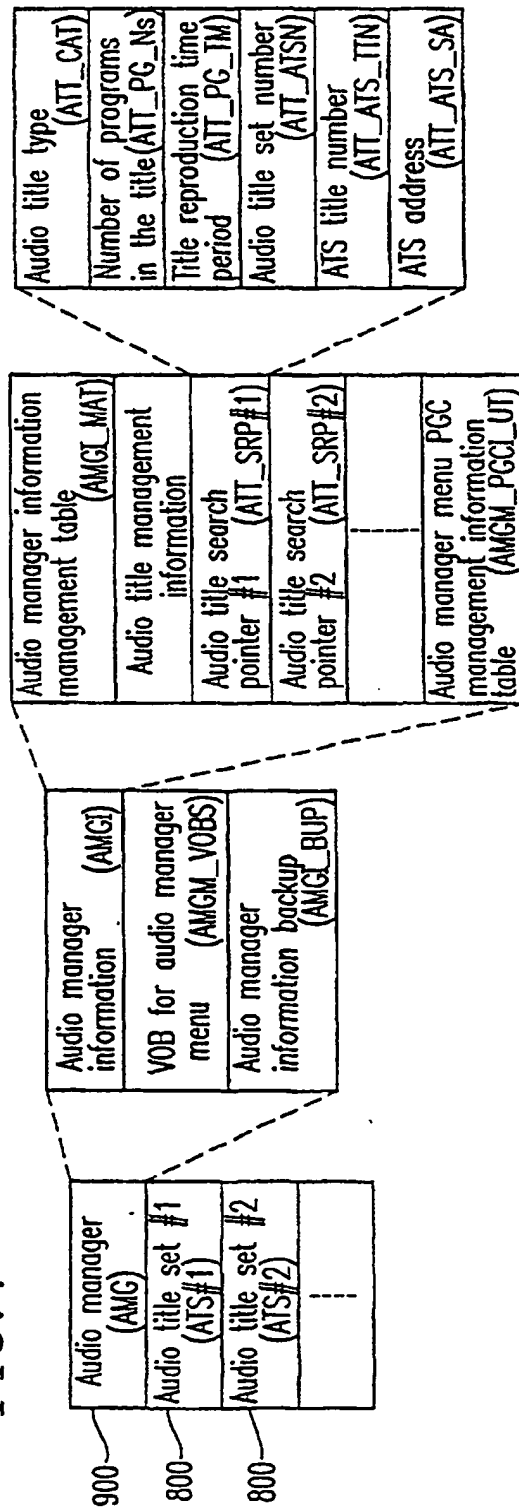 FIG.
900
Audio manager
(AMG)
800
Audio title set #1
(ATS#1)
800
Audio title set #2
(ATS#2)
Audio manager
information (AMGI)
VOB for audio manager
menu (AMGM_VOBS)
Audio manager
information backup
(AMGI_BUP)
Audio manager information
management table
(AMGI_MAT)
Audio title management
information
Audio title search
pointer #1 (ATT_SRP#1)
Audio title search
pointer #2 (ATT_SRP#2)
Audio manager menu PGC
management information
table (AMGM_PGCI_UT)
Audio title type
(ATT_CAT)
Number of programs
in the title(ATT_PG_Ns)
Title reproduction time
period (ATT_PG_TM)
Audio title set number
(ATT_ATSN)
ATS title number
(ATT_ATS_TTN)
ATS address
(ATT_ATS_SA)